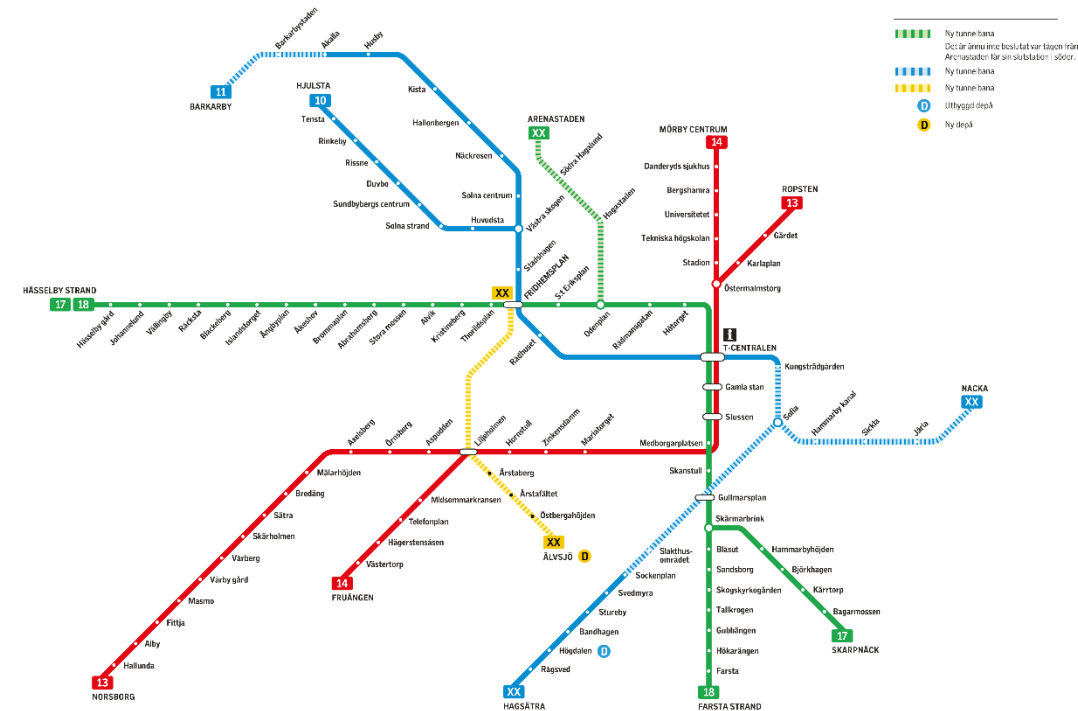 Ny tunnelbana
Det är ännu inte beslutat var tågen från
Arenastaden får sin slutstation i söder.
Ny tunnelbana
Ny tunnelbana
D Utbyggd depå
D Ny depå
Barkarbystaden
Akalla
Husby
11
BARKARBY
HJULSTA
10
Kista
Tensta
Hallonbergen
Rinkeby
Näckrosen
Rissne
Duvbo
Solna centrum
Sundbybergs centrum
Västra skogen
Solna strand
Huvudsta
Stadshagen
ARENASTADEN
XX
Södra Hagalund
Hagastaden
MÖRBY CENTRUM
14
Danderyds sjukhus
Bergshamra
Universitetet
Tekniska högskolan
Stadion
ROPSTEN
13
Gärdet
Karlaplan
Östermalmstorg
HÄSSELBY STRAND
17
18
Hässelby gård
Johannelund
Vällingby
Råcksta
Blackeberg
Islandstorget
Ängbyplan
Åkeshov
Brommaplan
Abrahamsberg
Stora mossen
Alvik
Kristineberg
Thorildsplan
XX
FRIDHEMSPLAN
S:t Eriksplan
Odenplan
Rådmansgatan
Hötorget
Rådhuset
T-CENTRALEN
Kungsträdgården
Gamla stan
Slussen
NACKA
XX
Sofia
Hammarby kanal
Sickla
Järla
Axelsberg
Örnsberg
Aspudden
Liljeholmen
Hornstull
Zinkensdamm
Mariatorget
Medborgarplatsen
Mälarhöjden
Bredäng
Sätra
Skärholmen
Vårberg
Vårby gård
Masmo
Fittja
Alby
Hallunda
13
NORSBORG
Midsommarkransen
Telefonplan
Hägerstensåsen
Västertorp
14
FRUÄNGEN
Årstaberg
Årstafältet
Östbergahöjden
XX
ÄLVSJÖ D
Skanstull
Gullmarsplan
Skärmarbrink
Slakthus-
området
Sockenplan
Svedmyra
Stureby
Bandhagen
Högdalen D
Rågsved
XX
HAGSÄTRA
Blåsut
Sandsborg
Skogskyrkogården
Tallkrogen
Gubbängen
Hökarängen
Farsta
18
FARSTA STRAND
Hammarbyhöjden
Björkhagen
Kärrtorp
Bagarmossen
17
SKARPNÄCK